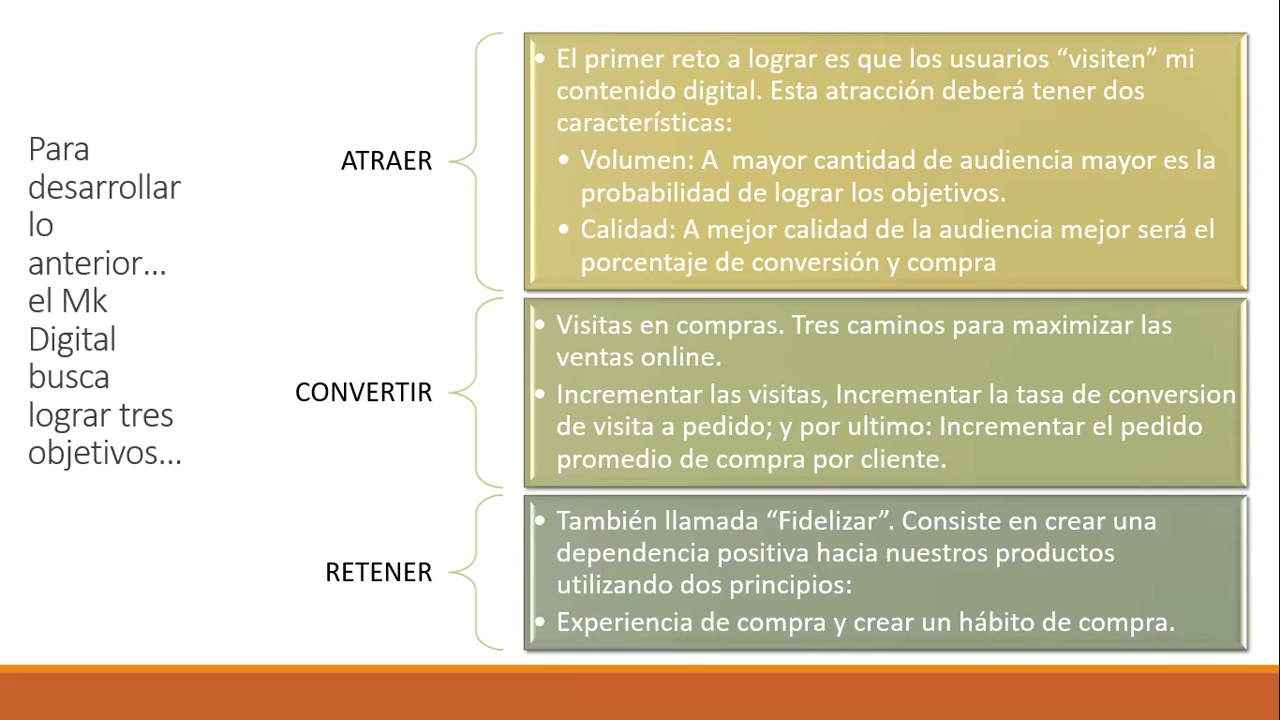 Para
desarrollar
lo
anterior...
el Mk
Digital
busca
lograr tres
objetivos...
ATRAER
• El primer reto a lograr es que los usuarios “visiten” mi
contenido digital. Esta atracción deberá tener dos
características:
• Volumen: A  mayor cantidad de audiencia mayor es la
probabilidad de lograr los objetivos.
• Calidad: A mejor calidad de la audiencia mejor será el
porcentaje de conversión y compra
CONVERTIR
• Visitas en compras. Tres caminos para maximizar las
ventas online.
• Incrementar las visitas, Incrementar la tasa de conversion
de visita a pedido; y por ultimo: Incrementar el pedido
promedio de compra por cliente.
RETENER
• También llamada “Fidelizar”. Consiste en crear una
dependencia positiva hacia nuestros productos
utilizando dos principios:
• Experiencia de compra y crear un hábito de compra.